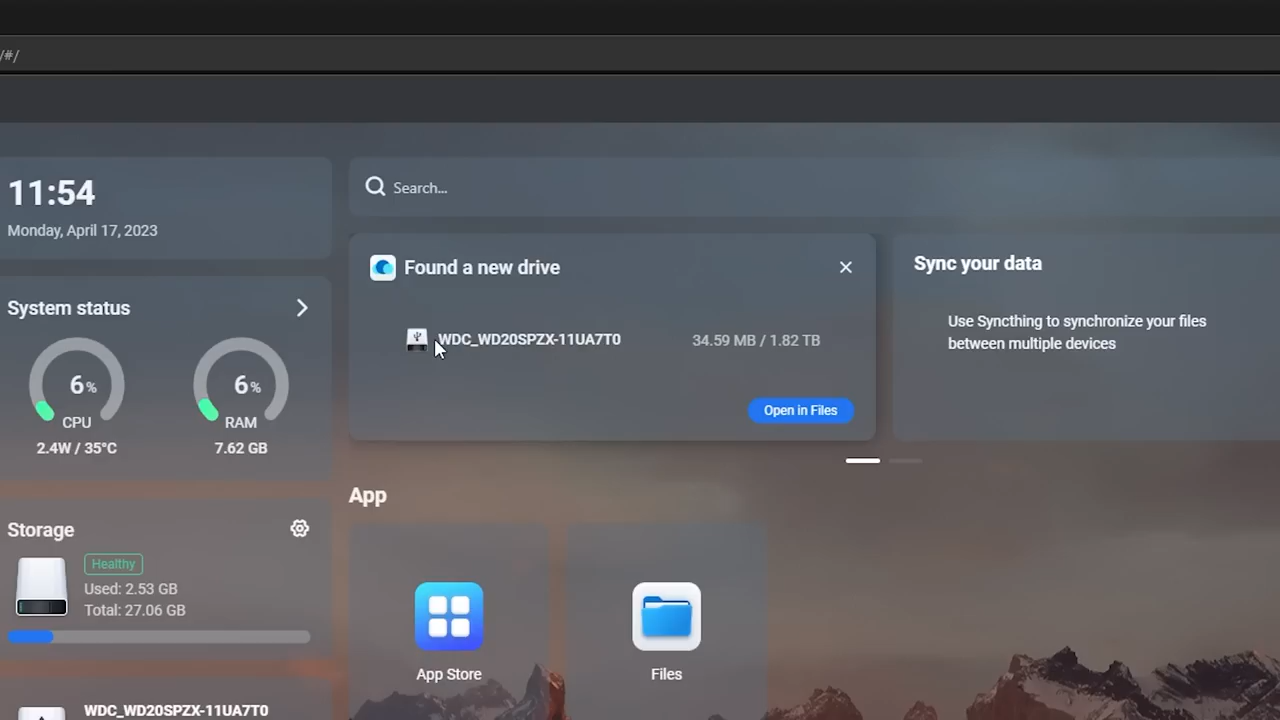 /#/
11:54
Monday, April 17, 2023
Search...
Found a new drive
WDC_WD20SPZX-11UA7T0
34.59 MB / 1.82 TB
Open in Files
Sync your data
Use Syncthing to synchronize your files
between multiple devices
System status
6%
CPU
2.4W / 35°C
6%
RAM
7.62 GB
Storage
Healthy
Used: 2.53 GB
Total: 27.06 GB
WDC_WD20SPZX-11UA7T0
App
App Store
Files